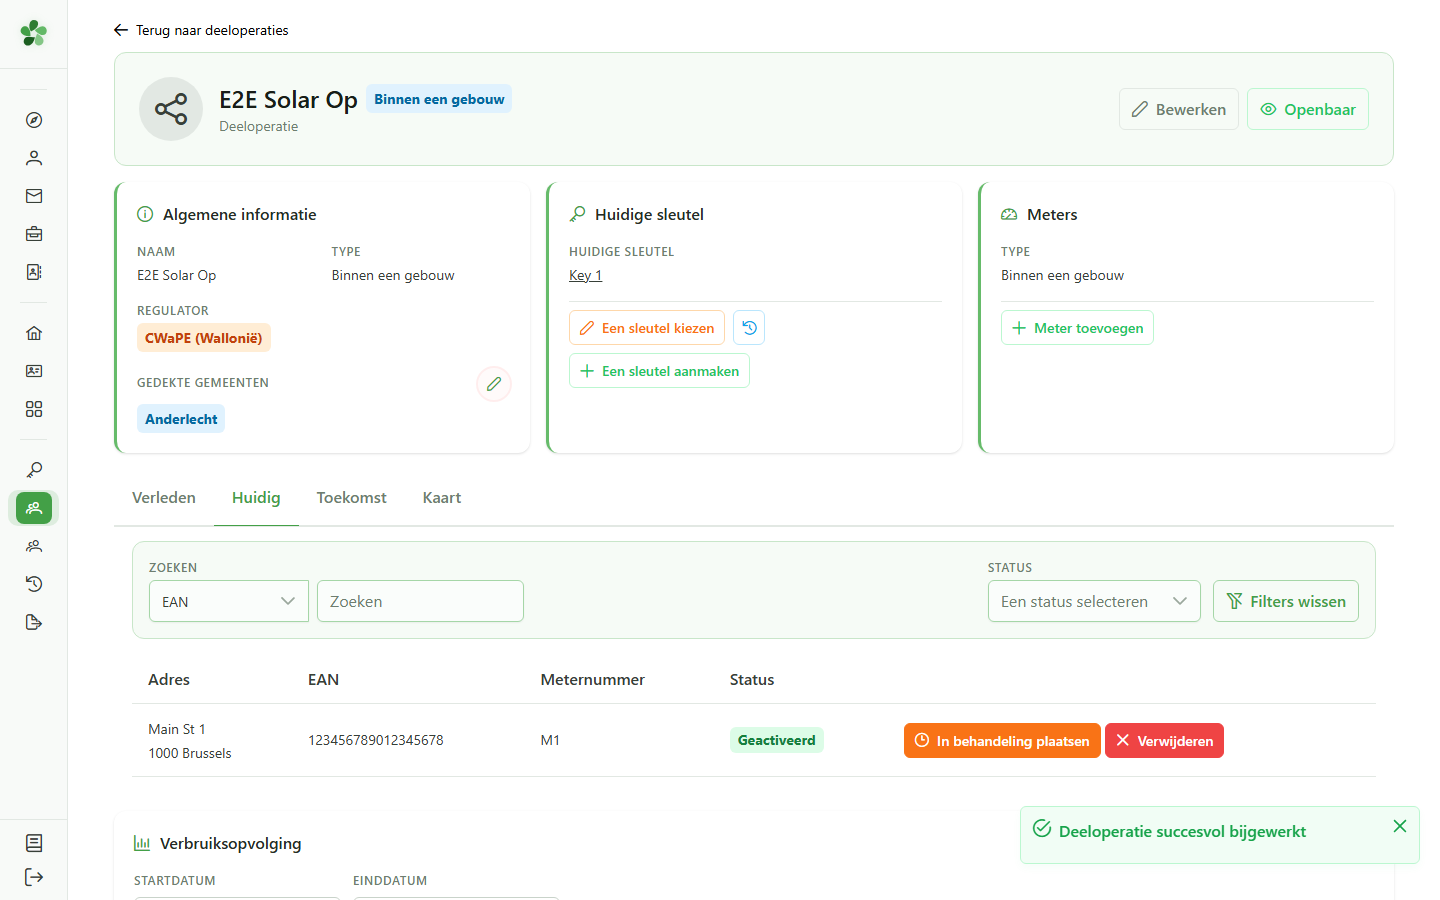 Terug naar deeloperaties
E2E Solar Op
Binnen een gebouw
Deeloperatie
Bewerken
Openbaar
Algemene informatie
NAAM
TYPE
E2E Solar Op
Binnen een gebouw
REGULATOR
CWaPE (Wallonië)
GEDEKTE GEMEENTEN
Anderlecht
Huidige sleutel
HUIDIGE SLEUTEL
Key 1
Een sleutel kiezen
Een sleutel aanmaken
Meters
TYPE
Binnen een gebouw
Meter toevoegen
Verleden
Huidig
Toekomst
Kaart
ZOEKEN
EAN
Zoeken
STATUS
Een status selecteren
Filters wissen
Adres
EAN
Meternummer
Status
Main St 1
1000 Brussels
123456789012345678
M1
Geactiveerd
In behandeling plaatsen
Verwijderen
Verbruiksopvolging
STARTDATUM
EINDDATUM
Deeloperatie succesvol bijgewerkt